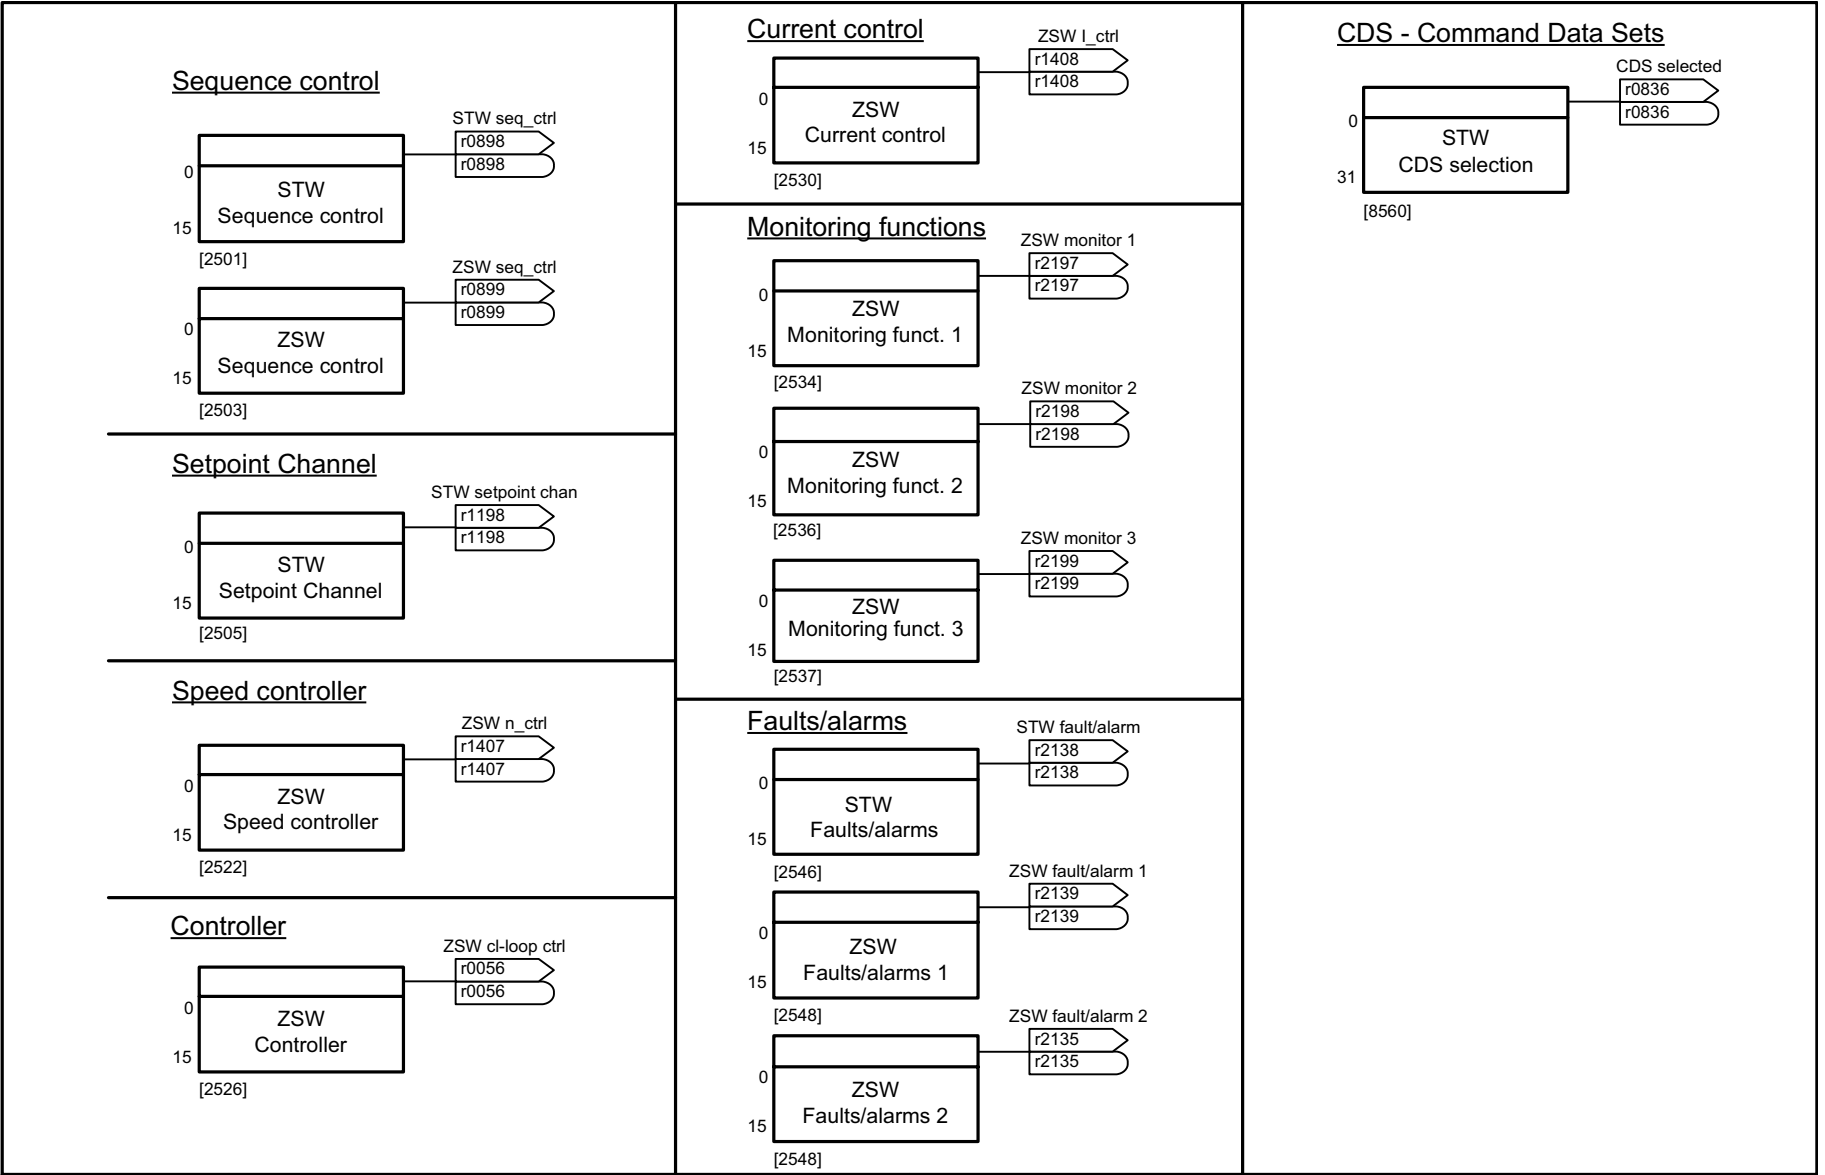 Sequence control
STW seq_ctrl
r0898
r0898
0
STW
Sequence control
15
[2501]
ZSW seq_ctrl
r0899
r0899
0
ZSW
Sequence control
15
[2503]
Setpoint Channel
STW setpoint chan
r1198
r1198
0
STW
Setpoint Channel
15
[2505]
Speed controller
ZSW n_ctrl
r1407
r1407
0
ZSW
Speed controller
15
[2522]
Controller
ZSW cl-loop ctrl
r0056
r0056
0
ZSW
Controller
15
[2526]
Current control
ZSW I_ctrl
r1408
r1408
0
ZSW
Current control
15
[2530]
Monitoring functions
ZSW monitor 1
r2197
r2197
0
ZSW
Monitoring funct. 1
15
[2534]
ZSW monitor 2
r2198
r2198
0
ZSW
Monitoring funct. 2
15
[2536]
ZSW monitor 3
r2199
r2199
0
ZSW
Monitoring funct. 3
15
[2537]
Faults/alarms
STW fault/alarm
r2138
r2138
0
STW
Faults/alarms
15
[2546]
ZSW fault/alarm 1
r2139
r2139
0
ZSW
Faults/alarms 1
15
[2548]
ZSW fault/alarm 2
r2135
r2135
0
ZSW
Faults/alarms 2
15
[2548]
CDS - Command Data Sets
CDS selected
r0836
r0836
0
STW
CDS selection
31
[8560]